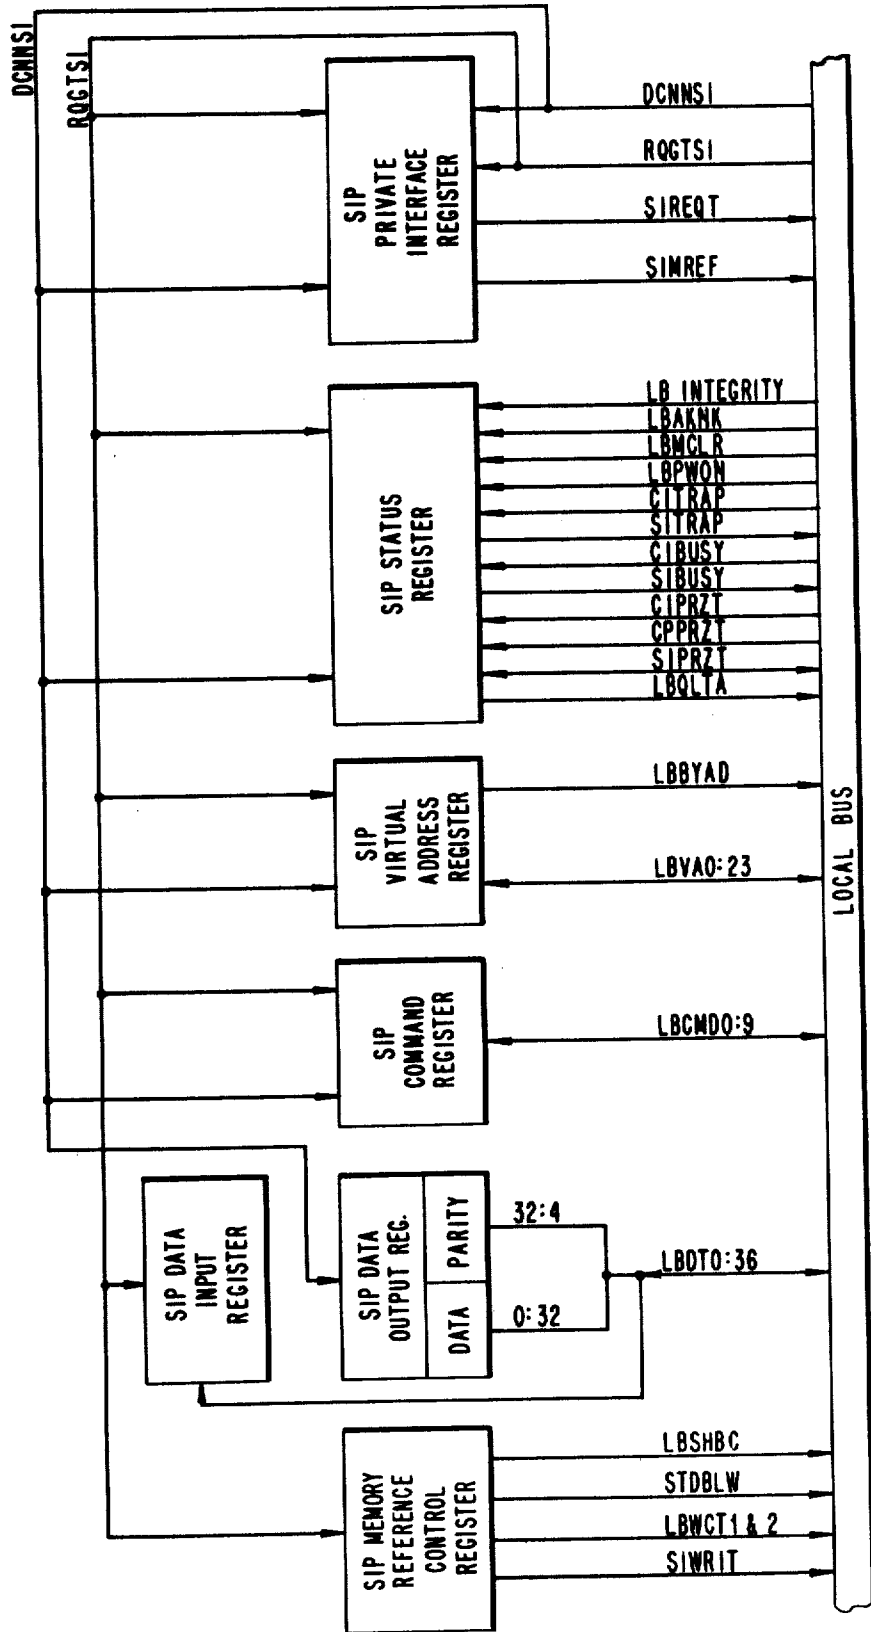 DCNNSI
RQGTSI
SIP MEMORY
REFERENCE
CONTROL
REGISTER
LBSHBC
STDBLW
LBWCT1 & 2
SIWRIT
SIP DATA
INPUT
REGISTER
SIP DATA
OUTPUT REG.
DATA
PARITY
0:32
32:4
LBDT0:36
SIP
COMMAND
REGISTER
LBCMD0:9
SIP
VIRTUAL
ADDRESS
REGISTER
LBBYAD
LBVA0:23
SIP STATUS
REGISTER
LB INTEGRITY
LBAKNK
LBMCLR
LBPWON
CITRAP
SITRAP
CIBUSY
SIBUSY
CIPRZT
CPPRZT
SIPRZT
LBQLTA
SIP
PRIVATE
INTERFACE
REGISTER
DCNNSI
RQGTSI
SIREQT
SIMREF
LOCAL BUS